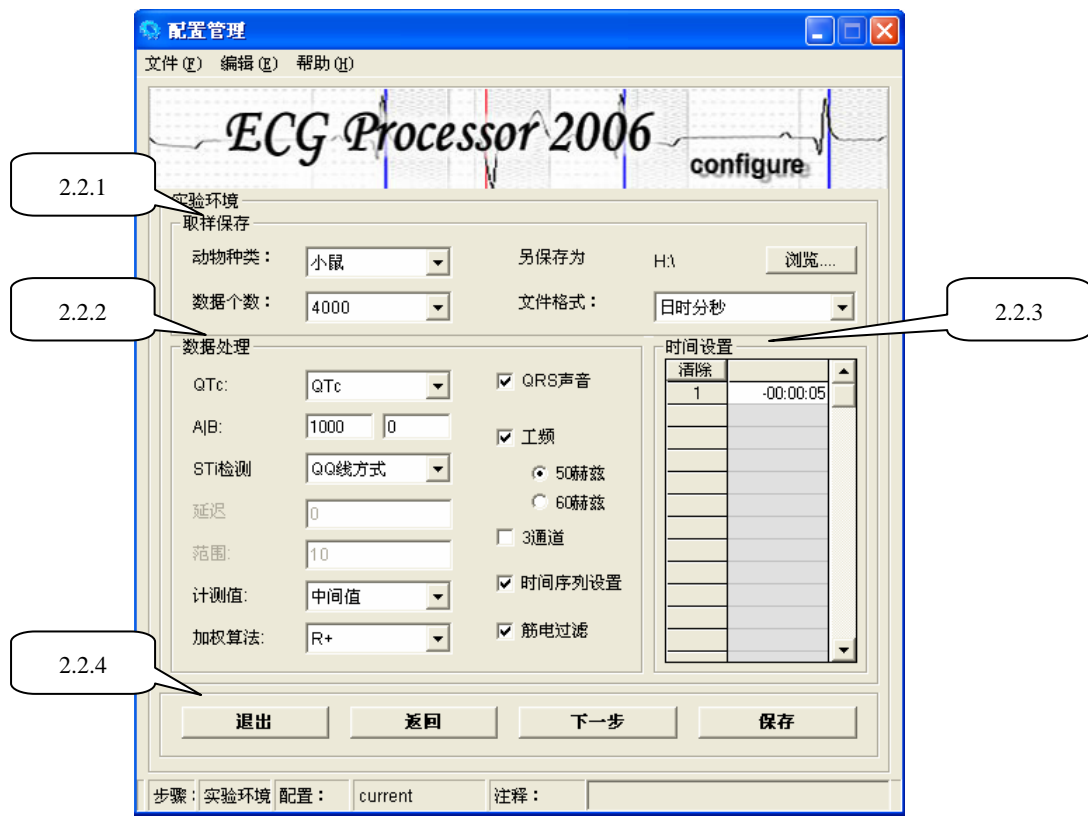 配置管理
文件(F) 编辑(E) 帮助(H)
ECG Processor 2006
configure
2.2.1
实验环境
取样保存
动物种类： 小鼠 另保存为 H:\ 浏览....
数据个数： 4000 文件格式： 日时分秒
2.2.2
2.2.3
数据处理
QTc: QTc
A|B: 1000 0
STi检测 QQ线方式
延迟 0
范围: 10
计测值: 中间值
加权算法: R+
QRS声音
工频
50赫兹
60赫兹
3通道
时间序列设置
筋电过滤
时间设置
清除
1 -00:00:05
2.2.4
退出 返回 下一步 保存
步骤： 实验环境 配置： current 注释：